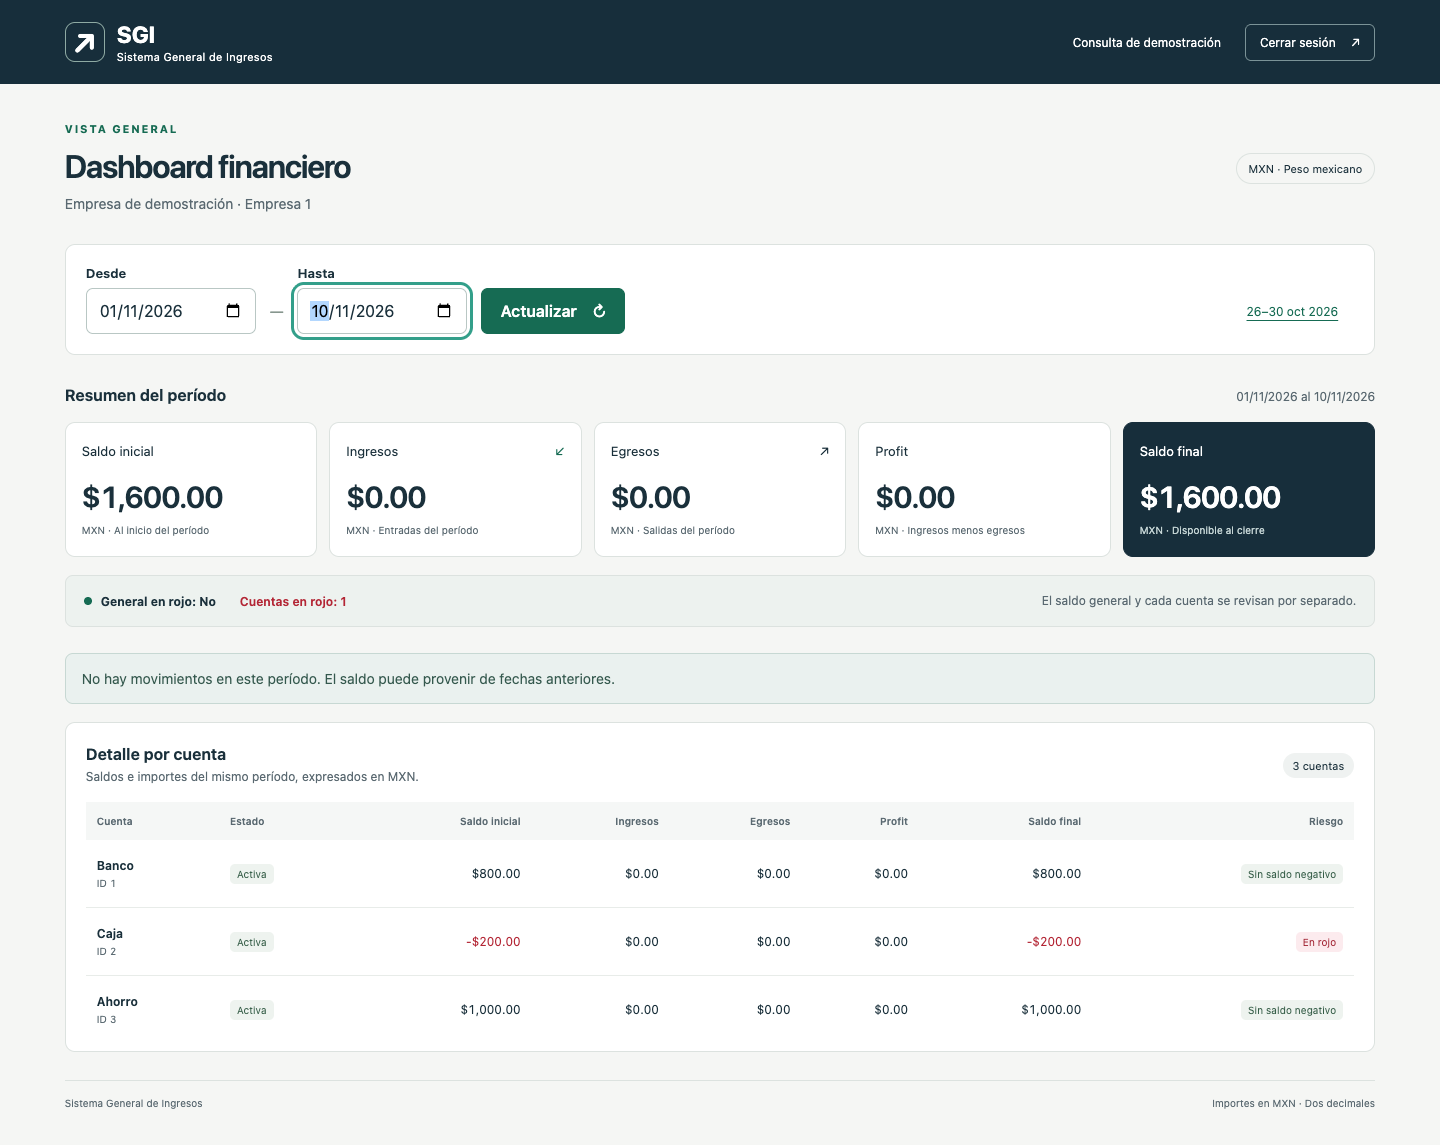 SGI
Sistema General de Ingresos
Consulta de demostración
Cerrar sesión
VISTA GENERAL
Dashboard financiero
MXN · Peso mexicano
Empresa de demostración · Empresa 1
Desde
Hasta
01/11/2026
—
10/11/2026
Actualizar
26–30 oct 2026
Resumen del período
01/11/2026 al 10/11/2026
Saldo inicial
$1,600.00
MXN · Al inicio del período
Ingresos
$0.00
MXN · Entradas del período
Egresos
$0.00
MXN · Salidas del período
Profit
$0.00
MXN · Ingresos menos egresos
Saldo final
$1,600.00
MXN · Disponible al cierre
General en rojo: No Cuentas en rojo: 1
El saldo general y cada cuenta se revisan por separado.
No hay movimientos en este período. El saldo puede provenir de fechas anteriores.
Detalle por cuenta
Saldos e importes del mismo período, expresados en MXN.
3 cuentas
Cuenta Estado Saldo inicial Ingresos Egresos Profit Saldo final Riesgo
Banco
ID 1
Activa $800.00 $0.00 $0.00 $0.00 $800.00 Sin saldo negativo
Caja
ID 2
Activa -$200.00 $0.00 $0.00 $0.00 -$200.00 En rojo
Ahorro
ID 3
Activa $1,000.00 $0.00 $0.00 $0.00 $1,000.00 Sin saldo negativo
Sistema General de Ingresos
Importes en MXN · Dos decimales